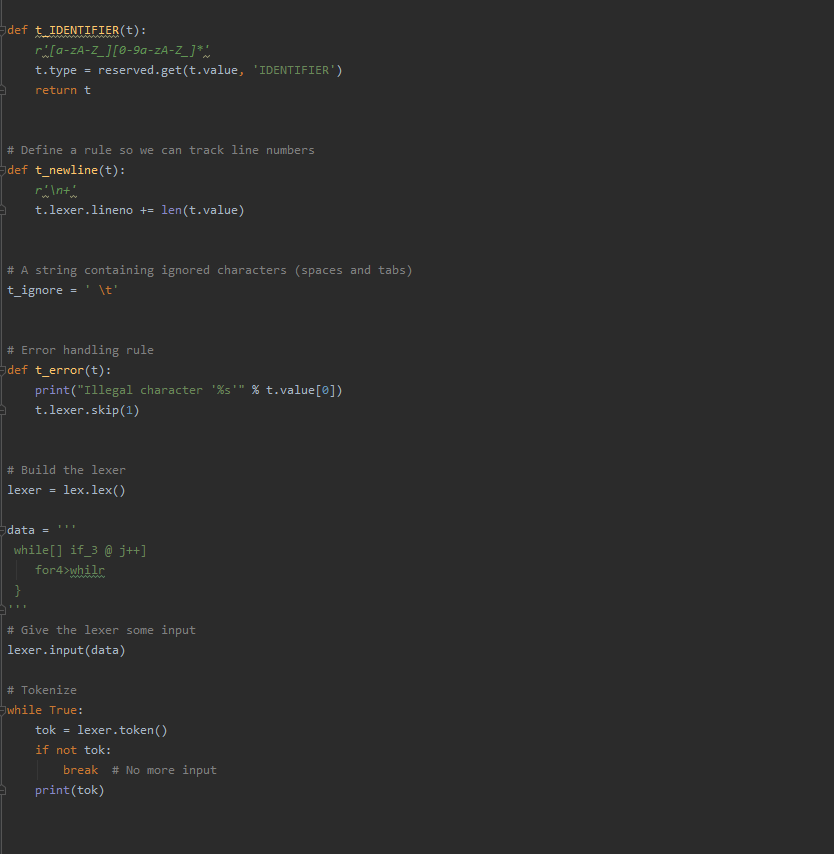 def t_IDENTIFIER(t):
    r'[a-zA-Z_][0-9a-zA-Z_]*'
    t.type = reserved.get(t.value, 'IDENTIFIER')
    return t
# Define a rule so we can track line numbers
def t_newline(t):
    r'\n+'
    t.lexer.lineno += len(t.value)
# A string containing ignored characters (spaces and tabs)
t_ignore = ' \t'
# Error handling rule
def t_error(t):
    print("Illegal character '%s'" % t.value[0])
    t.lexer.skip(1)
# Build the lexer
lexer = lex.lex()
data = '''
 while[] if_3 @ j++]
    for4>whilr
 }
'''
# Give the lexer some input
lexer.input(data)
# Tokenize
while True:
    tok = lexer.token()
    if not tok:
        break  # No more input
    print(tok)